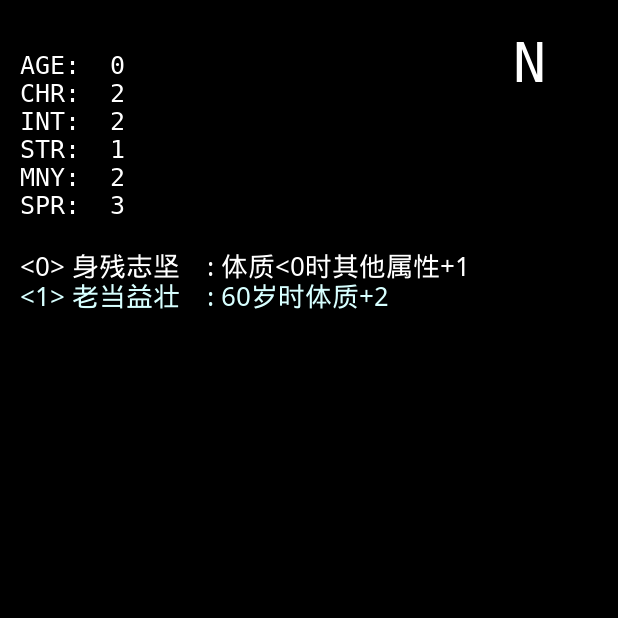 N
AGE: 0
CHR: 2
INT: 2
STR: 1
MNY: 2
SPR: 3
<0> 身残志坚 : 体质<0时其他属性+1
<1> 老当益壮 : 60岁时体质+2